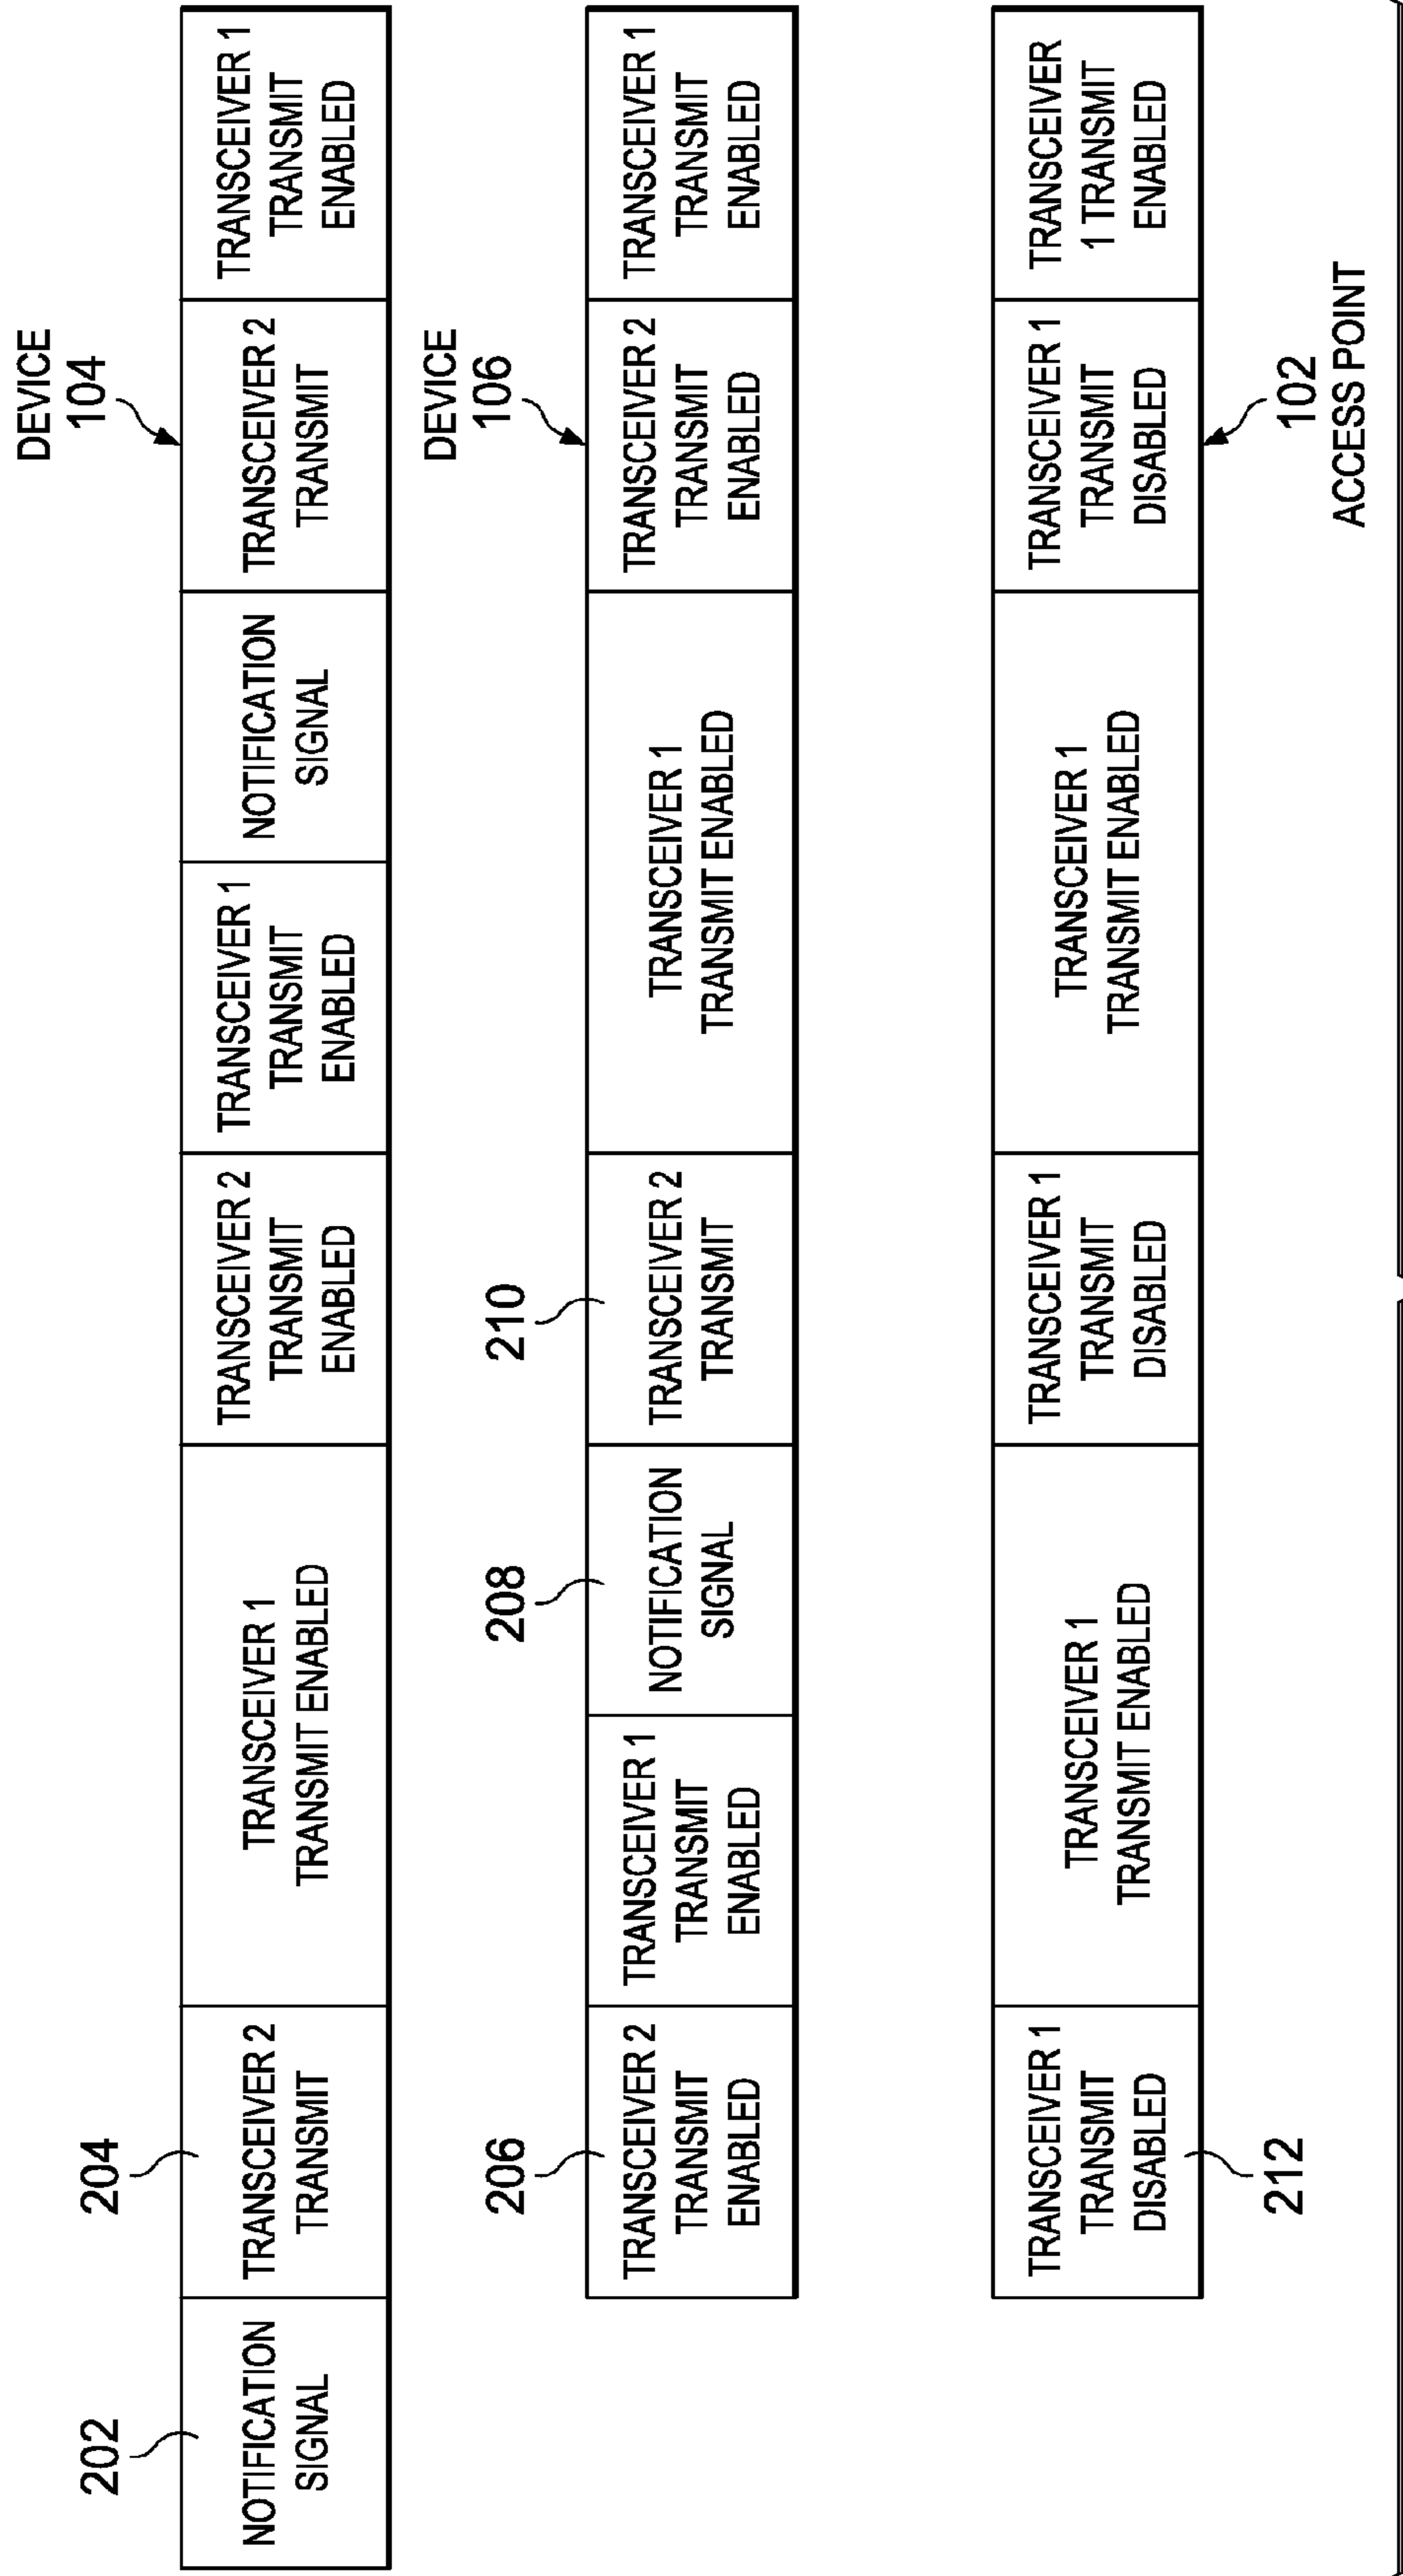 DEVICE
104
202
204
NOTIFICATION
SIGNAL
TRANSCEIVER 2
TRANSMIT
TRANSCEIVER 1
TRANSMIT ENABLED
TRANSCEIVER 2
TRANSMIT
ENABLED
TRANSCEIVER 1
TRANSMIT
ENABLED
NOTIFICATION
SIGNAL
TRANSCEIVER 2
TRANSMIT
TRANSCEIVER 1
TRANSMIT
ENABLED
DEVICE
106
206
208
210
TRANSCEIVER 2
TRANSMIT
ENABLED
TRANSCEIVER 1
TRANSMIT
ENABLED
NOTIFICATION
SIGNAL
TRANSCEIVER 2
TRANSMIT
TRANSCEIVER 1
TRANSMIT ENABLED
TRANSCEIVER 2
TRANSMIT
ENABLED
TRANSCEIVER 1
TRANSMIT
ENABLED
TRANSCEIVER 1
TRANSMIT
DISABLED
TRANSCEIVER 1
TRANSMIT ENABLED
TRANSCEIVER 1
TRANSMIT
DISABLED
TRANSCEIVER 1
TRANSMIT ENABLED
TRANSCEIVER 1
TRANSMIT
DISABLED
TRANSCEIVER
1 TRANSMIT
ENABLED
212
102
ACCESS POINT